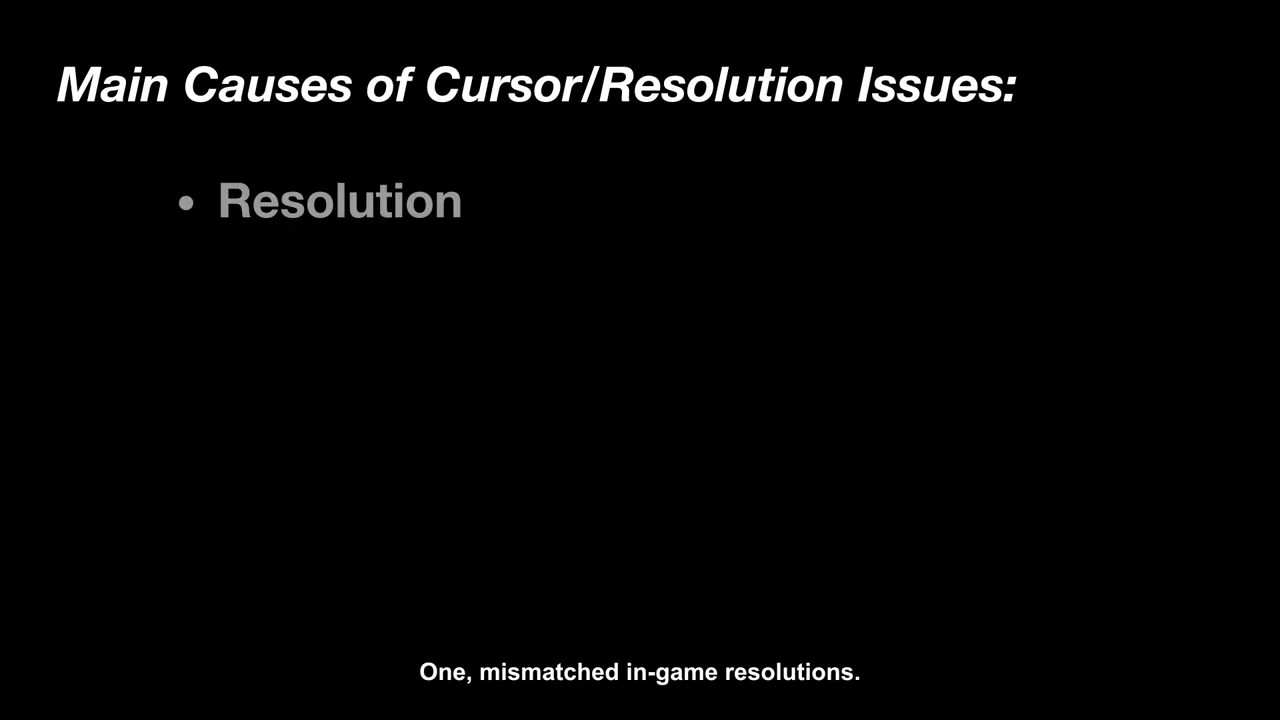 Main Causes of Cursor/Resolution Issues:
• Resolution
One, mismatched in-game resolutions.